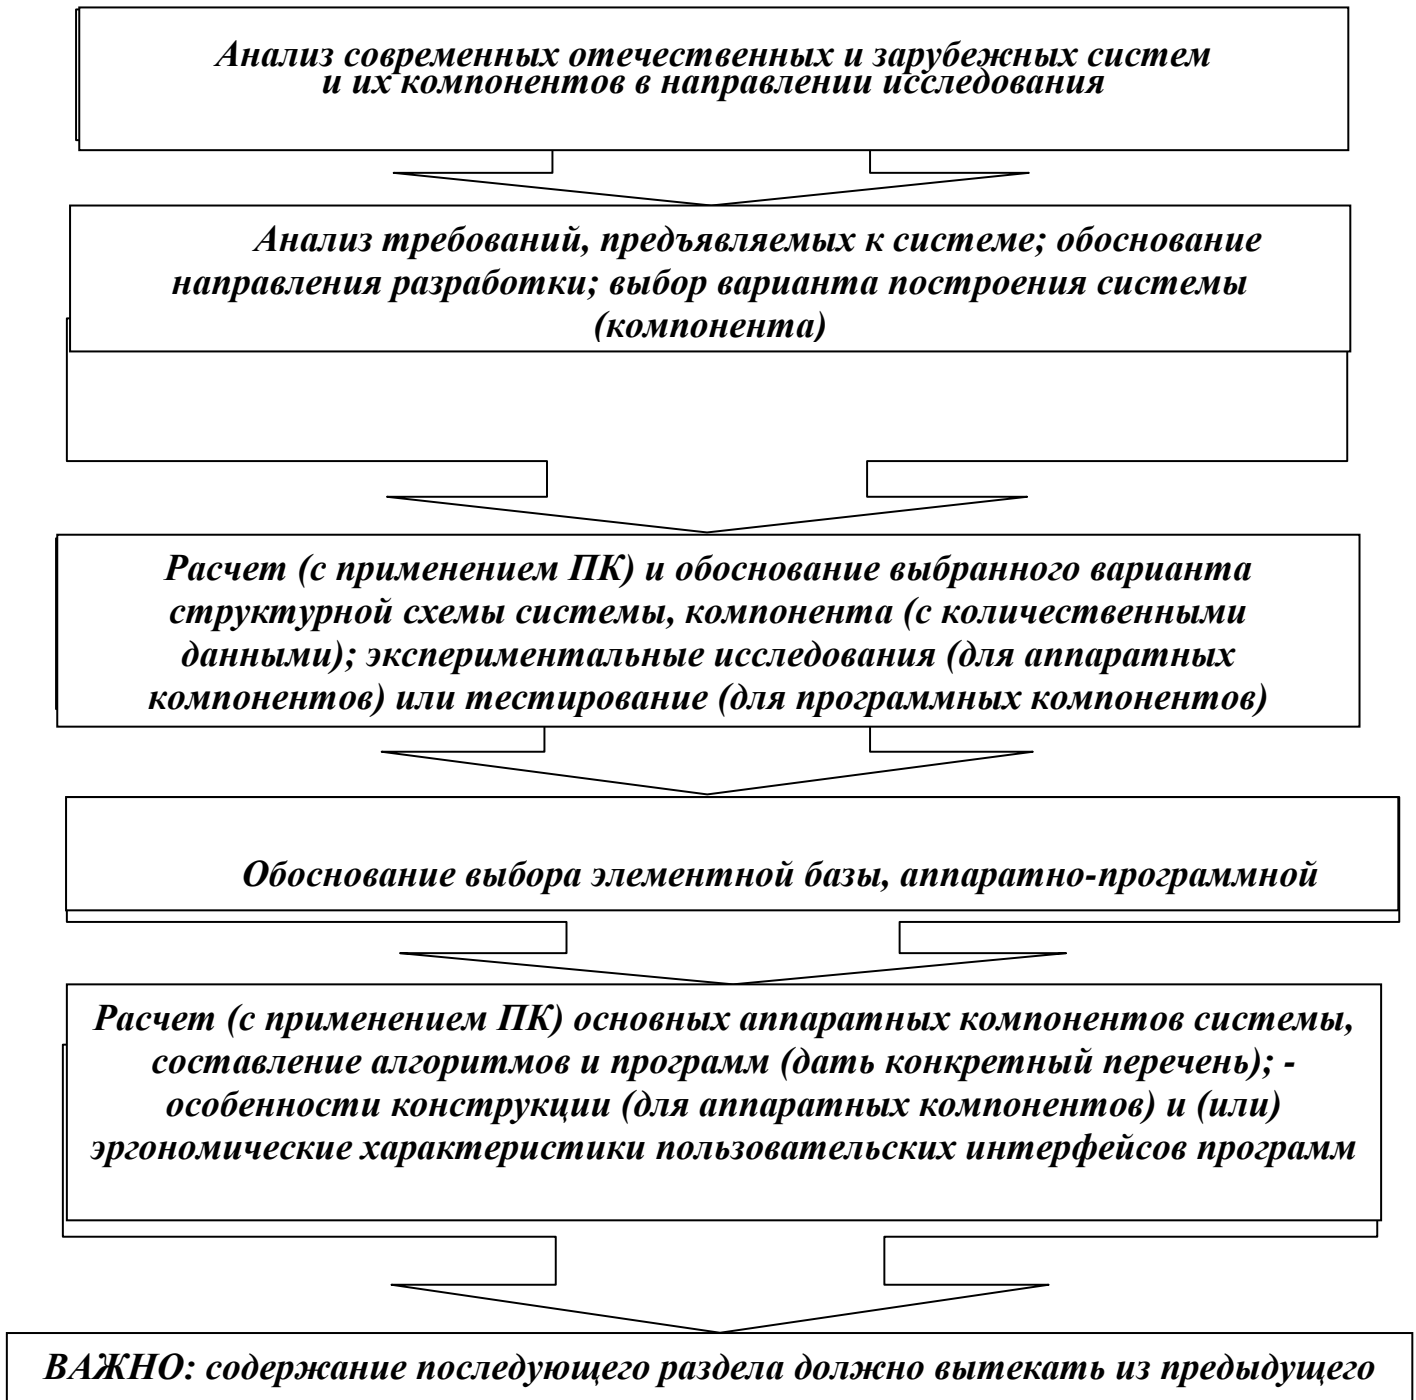 Анализ современных отечественных и зарубежных систем
и их компонентов в направлении исследования
Анализ требований, предъявляемых к системе; обоснование
направления разработки; выбор варианта построения системы
(компонента)
Расчет (с применением ПК) и обоснование выбранного варианта
структурной схемы системы, компонента (с количественными
данными); экспериментальные исследования (для аппаратных
компонентов) или тестирование (для программных компонентов)
Обоснование выбора элементной базы, аппаратно-программной
Расчет (с применением ПК) основных аппаратных компонентов системы,
составление алгоритмов и программ (дать конкретный перечень); -
особенности конструкции (для аппаратных компонентов) и (или)
эргономические характеристики пользовательских интерфейсов программ
ВАЖНО: содержание последующего раздела должно вытекать из предыдущего